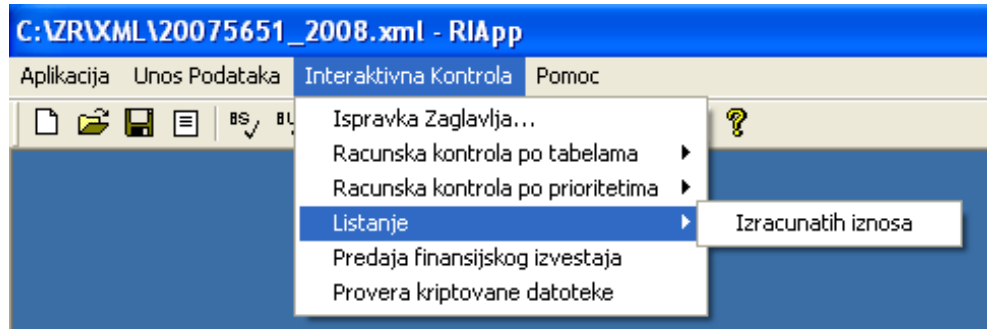 C:\ZR\XML\20075651_2008.xml - RIApp
Aplikacija Unos Podataka Interaktivna Kontrola Pomoc
BS
Ispravka Zaglavlja...
Racunska kontrola po tabelama
Racunska kontrola po prioritetima
Listanje
Izracunatih iznosa
Predaja finansijskog izvestaja
Provera kriptovane datoteke